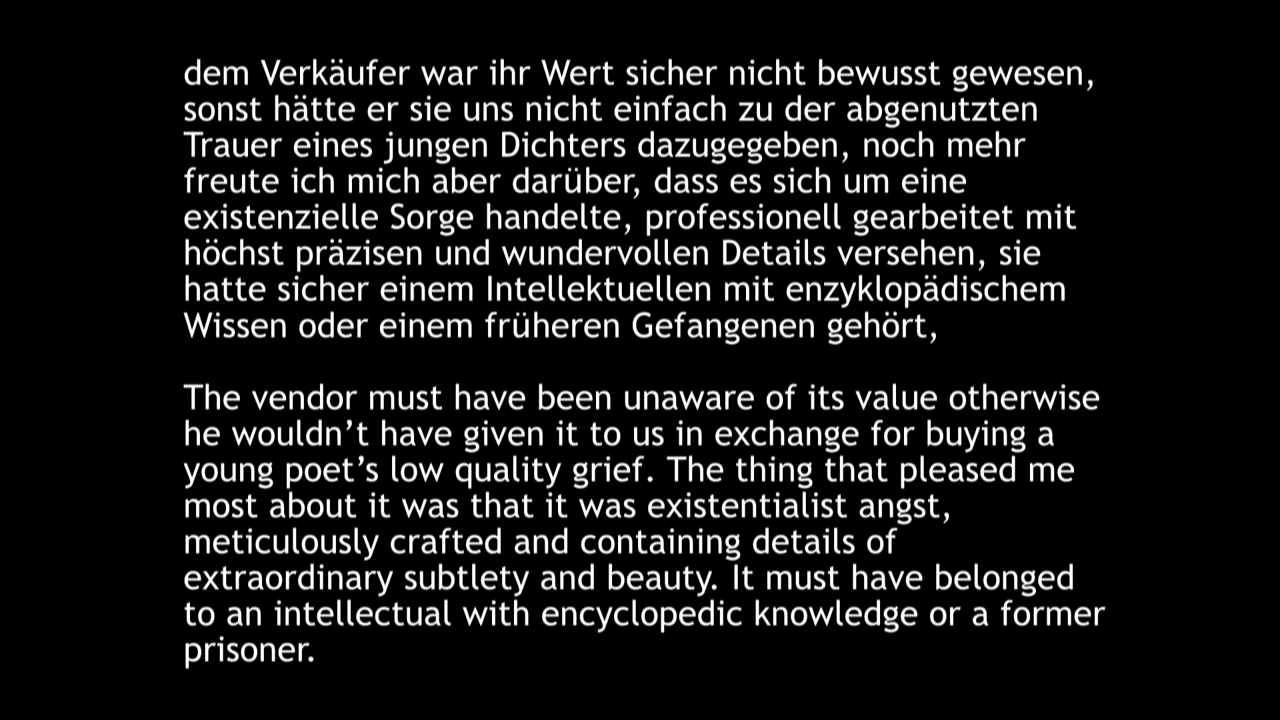 dem Verkäufer war ihr Wert sicher nicht bewusst gewesen,
sonst hätte er sie uns nicht einfach zu der abgenutzten
Trauer eines jungen Dichters dazugegeben, noch mehr
freute ich mich aber darüber, dass es sich um eine
existenzielle Sorge handelte, professionell gearbeitet mit
höchst präzisen und wundervollen Details versehen, sie
hatte sicher einem Intellektuellen mit enzyklopädischem
Wissen oder einem früheren Gefangenen gehört,
The vendor must have been unaware of its value otherwise
he wouldn’t have given it to us in exchange for buying a
young poet’s low quality grief. The thing that pleased me
most about it was that it was existentialist angst,
meticulously crafted and containing details of
extraordinary subtlety and beauty. It must have belonged
to an intellectual with encyclopedic knowledge or a former
prisoner.